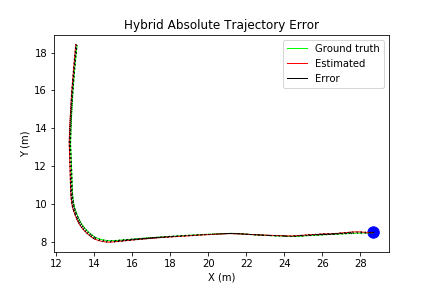 Hybrid Absolute Trajectory Error
Ground truth
Estimated
Error
18
16
14
12
10
8
Y (m)
12 14 16 18 20 22 24 26 28
X (m)